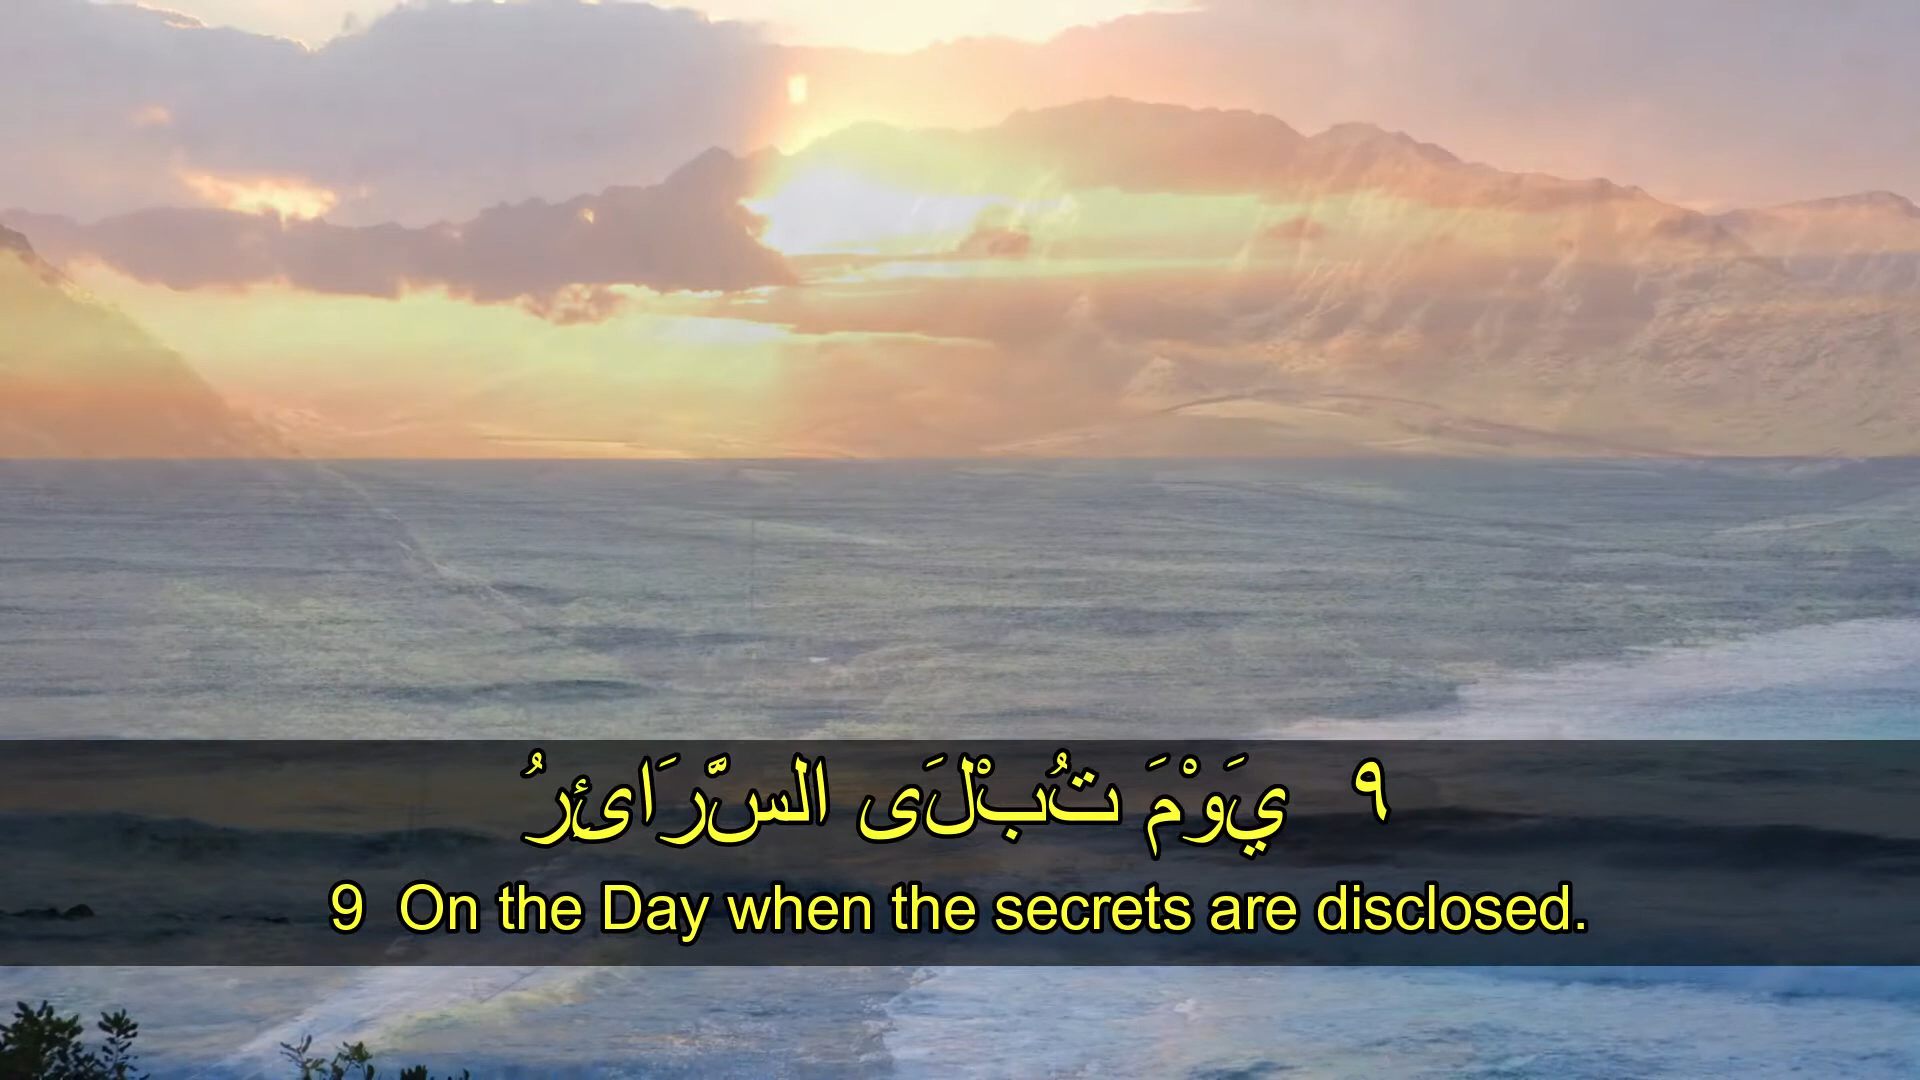 ٩  يَوْمَ تُبْلَى السَّرَائِرُ
9  On the Day when the secrets are disclosed.